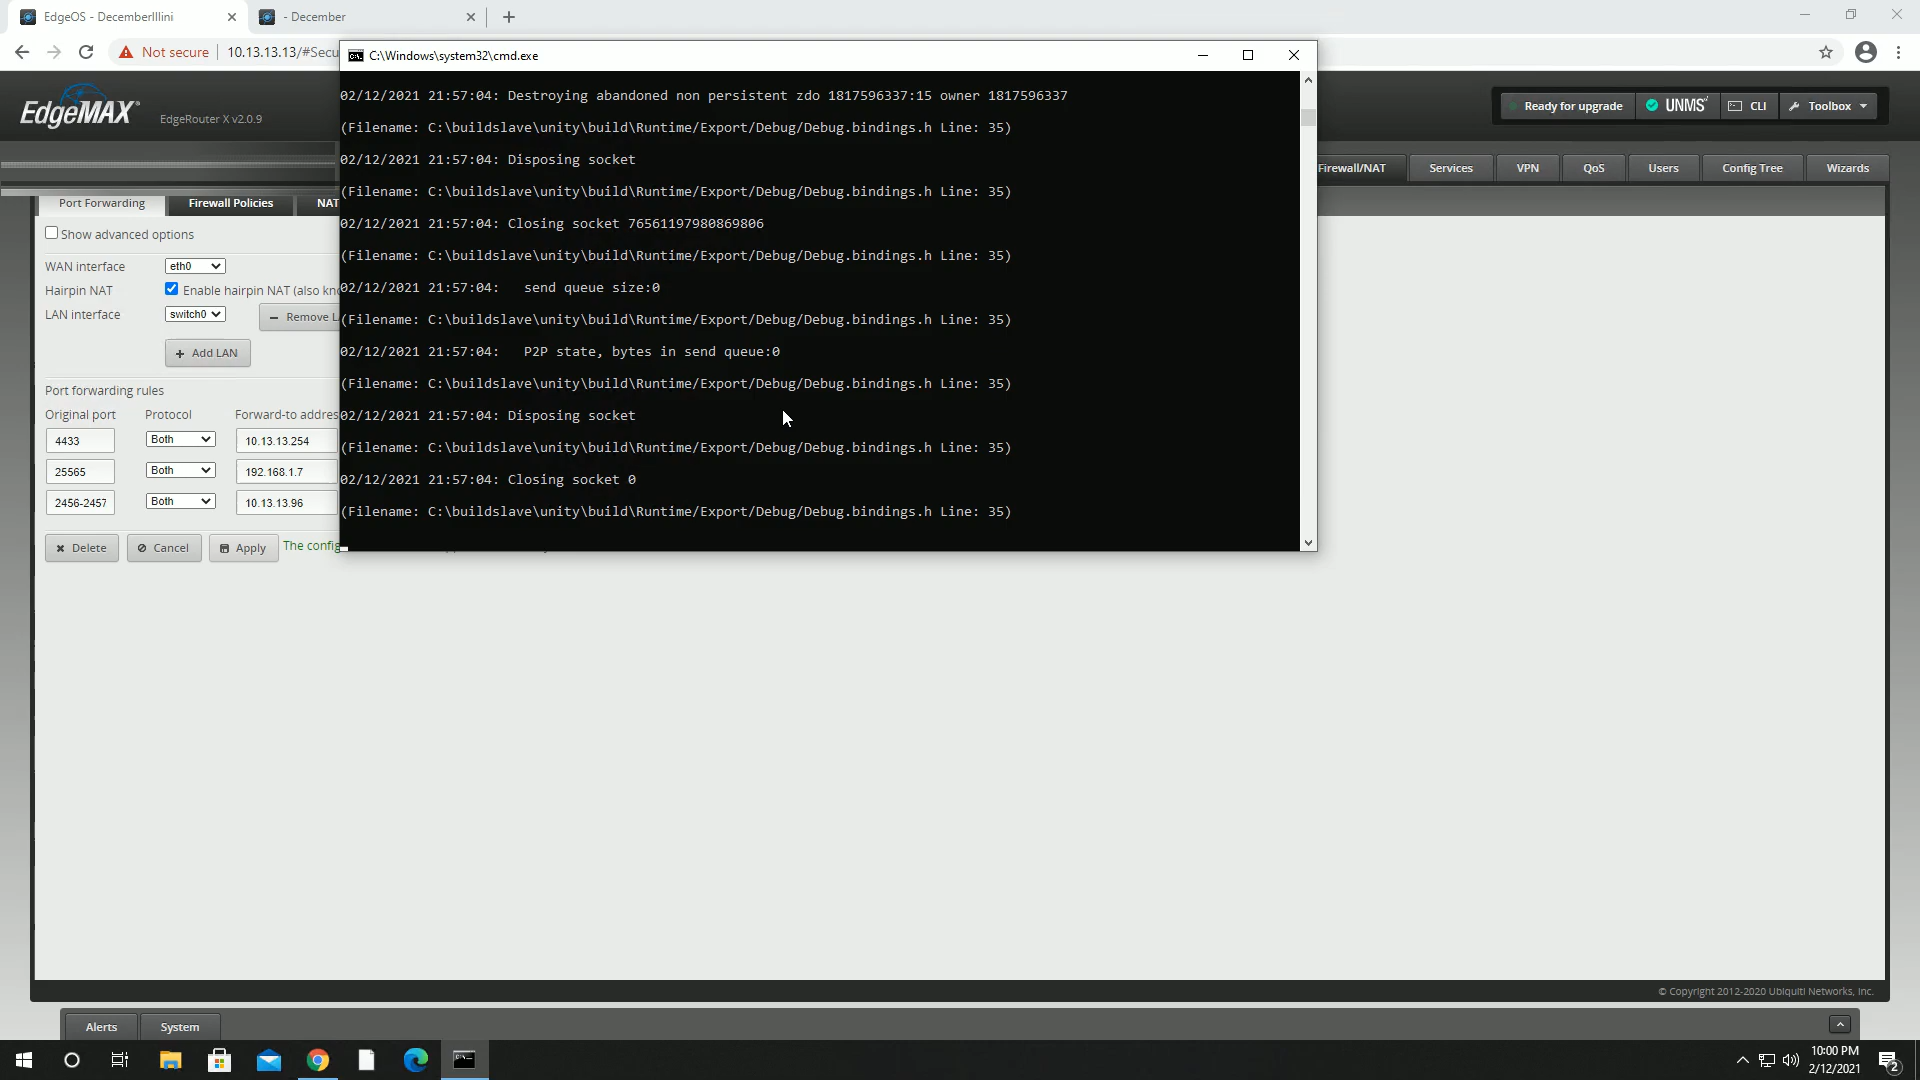 EdgeOS - DecemberIllini
- December
Not secure
10.13.13.13/#Secu
C:\Windows\system32\cmd.exe
EdgeMAX
EdgeRouter X v2.0.9
Ready for upgrade
UNMS
CLI
Toolbox
Firewall/NAT
Services
VPN
QoS
Users
Config Tree
Wizards
Port Forwarding
Firewall Policies
NAT
Show advanced options
WAN interface
eth0
Hairpin NAT
Enable hairpin NAT (also kn
LAN interface
switch0
Remove L
Add LAN
Port forwarding rules
Original port
Protocol
Forward-to addres
4433
Both
10.13.13.254
25565
Both
192.168.1.7
2456-2457
Both
10.13.13.96
Delete
Cancel
Apply
The config
02/12/2021 21:57:04: Destroying abandoned non persistent zdo 1817596337:15 owner 1817596337
(Filename: C:\buildslave\unity\build\Runtime/Export/Debug/Debug.bindings.h Line: 35)
02/12/2021 21:57:04: Disposing socket
(Filename: C:\buildslave\unity\build\Runtime/Export/Debug/Debug.bindings.h Line: 35)
02/12/2021 21:57:04: Closing socket 76561197980869806
(Filename: C:\buildslave\unity\build\Runtime/Export/Debug/Debug.bindings.h Line: 35)
02/12/2021 21:57:04:   send queue size:0
(Filename: C:\buildslave\unity\build\Runtime/Export/Debug/Debug.bindings.h Line: 35)
02/12/2021 21:57:04:   P2P state, bytes in send queue:0
(Filename: C:\buildslave\unity\build\Runtime/Export/Debug/Debug.bindings.h Line: 35)
02/12/2021 21:57:04: Disposing socket
(Filename: C:\buildslave\unity\build\Runtime/Export/Debug/Debug.bindings.h Line: 35)
02/12/2021 21:57:04: Closing socket 0
(Filename: C:\buildslave\unity\build\Runtime/Export/Debug/Debug.bindings.h Line: 35)
© Copyright 2012-2020 Ubiquiti Networks, Inc.
Alerts
System
10:00 PM
2/12/2021
2